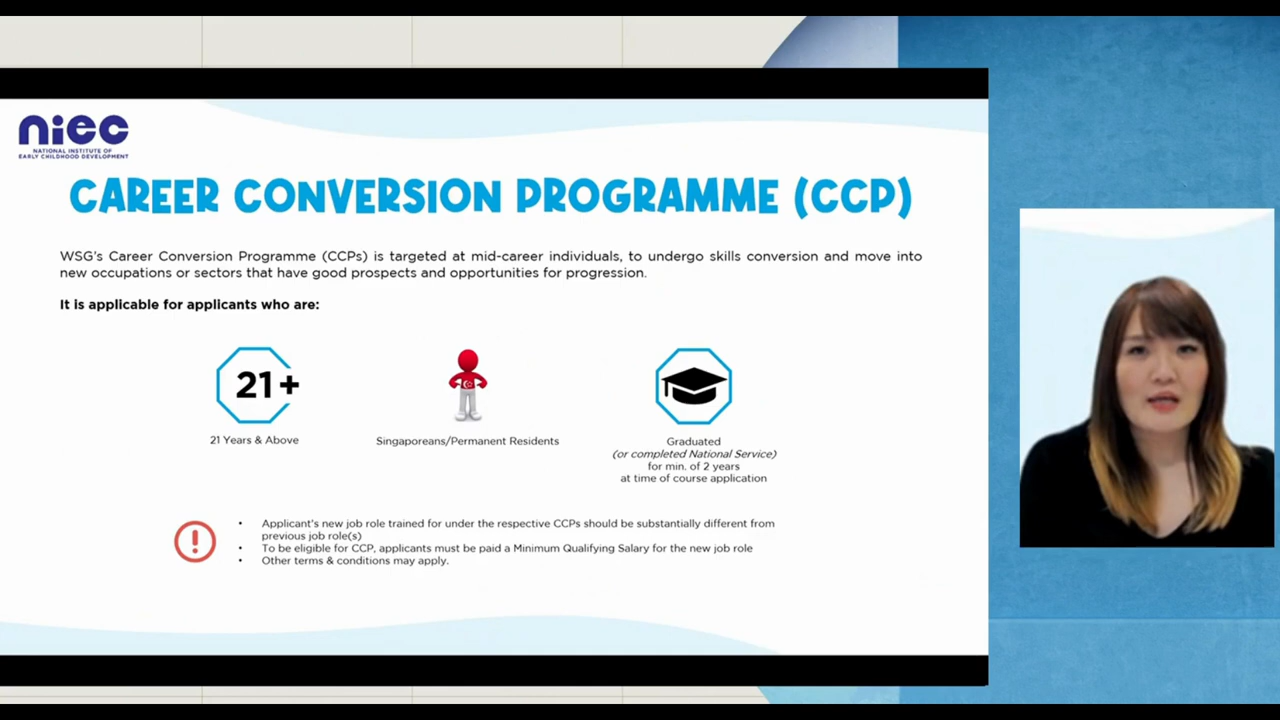 niec
NATIONAL INSTITUTE OF
EARLY CHILDHOOD DEVELOPMENT
CAREER CONVERSION PROGRAMME (CCP)
WSG's Career Conversion Programme (CCPs) is targeted at mid-career individuals, to undergo skills conversion and move into
new occupations or sectors that have good prospects and opportunities for progression.
It is applicable for applicants who are:
21+
21 Years & Above
Singaporeans/Permanent Residents
Graduated
(or completed National Service)
for min. of 2 years
at time of course application
!
• Applicant's new job role trained for under the respective CCPs should be substantially different from
previous job role(s)
• To be eligible for CCP, applicants must be paid a Minimum Qualifying Salary for the new job role
• Other terms & conditions may apply.